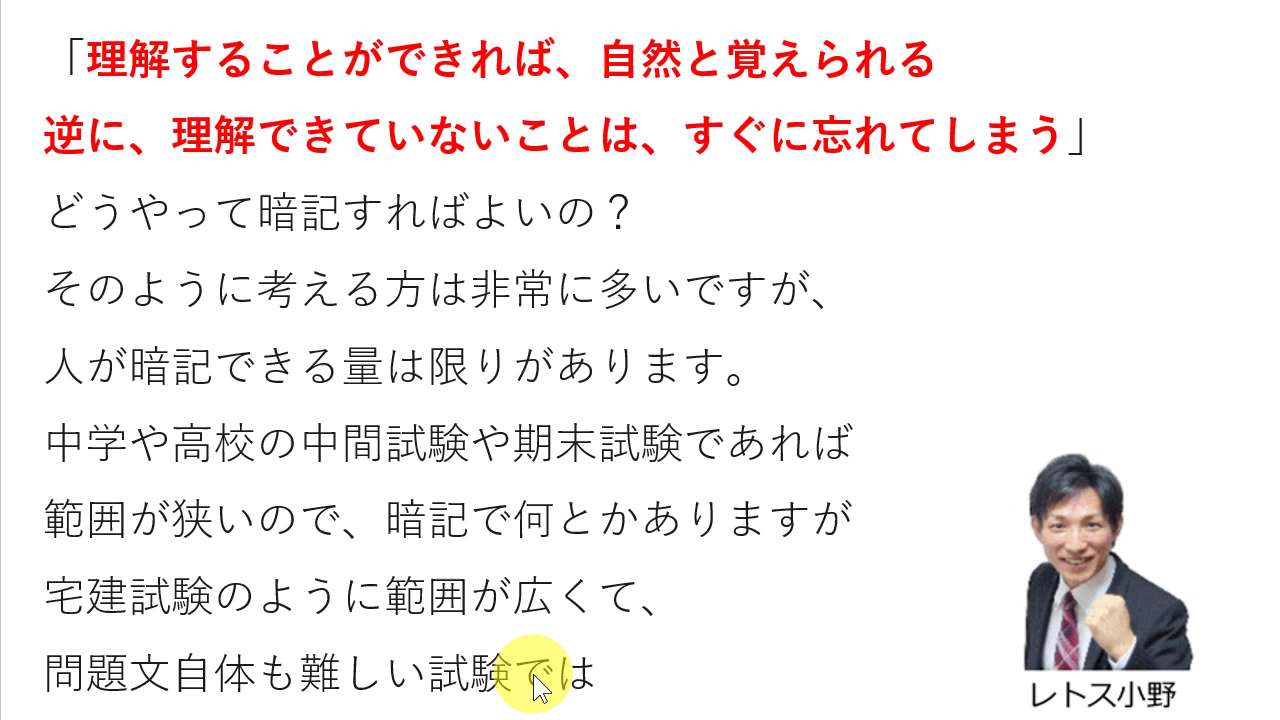 「理解することができれば、自然と覚えられる
逆に、理解できていないことは、すぐに忘れてしまう」
どうやって暗記すればよいの？
そのように考える方は非常に多いですが、
人が暗記できる量は限りがあります。
中学や高校の中間試験や期末試験であれば
範囲が狭いので、暗記で何とかありますが
宅建試験のように範囲が広くて、
問題文自体も難しい試験では
レトス小野